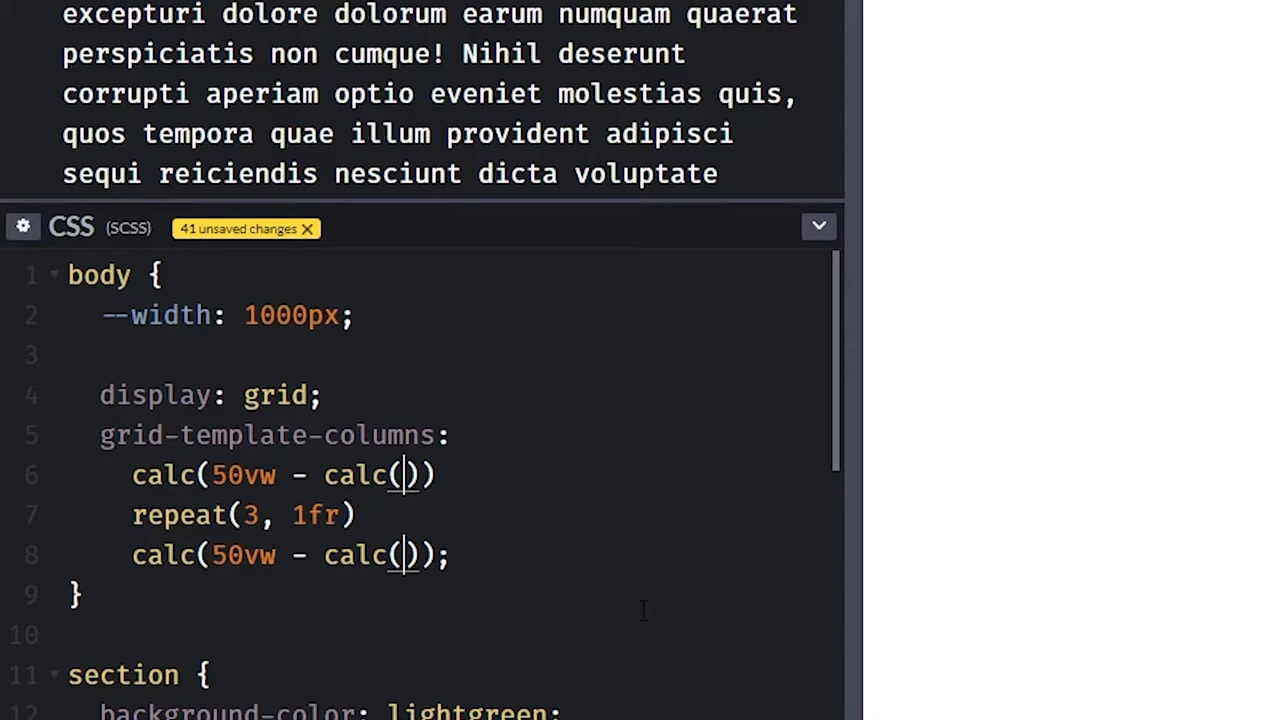 excepturi dolore dolorum earum numquam quaerat
perspiciatis non cumque! Nihil deserunt
corrupti aperiam optio eveniet molestias quis,
quos tempora quae illum provident adipisci
sequi reiciendis nesciunt dicta voluptate
CSS (SCSS) 41 unsaved changes X
1 body {
2 --width: 1000px;
3
4 display: grid;
5 grid-template-columns:
6 calc(50vw - calc())
7 repeat(3, 1fr)
8 calc(50vw - calc());
9 }
10
11 section {
12 background-color: lightgreen;